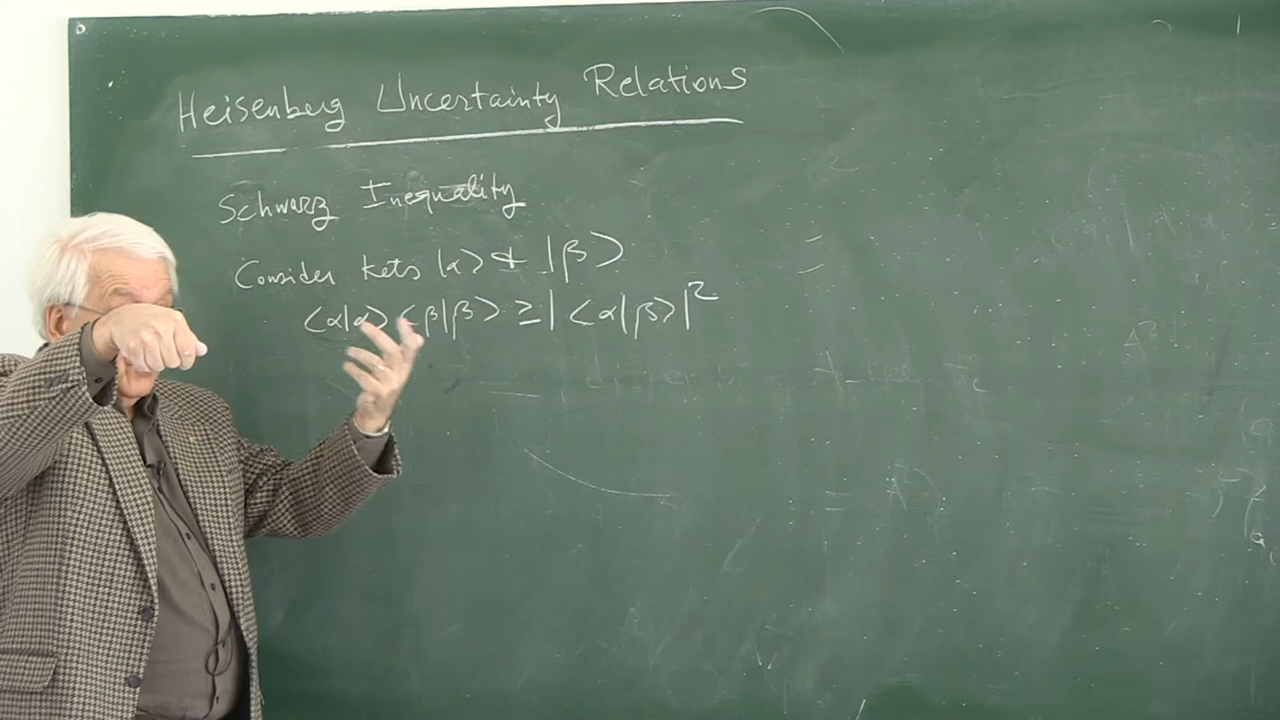 Heisenberg Uncertainty Relations
Schwarz Inequality
Consider kets |α> & |β>
<α|α><β|β> ≥ |<α|β>|²